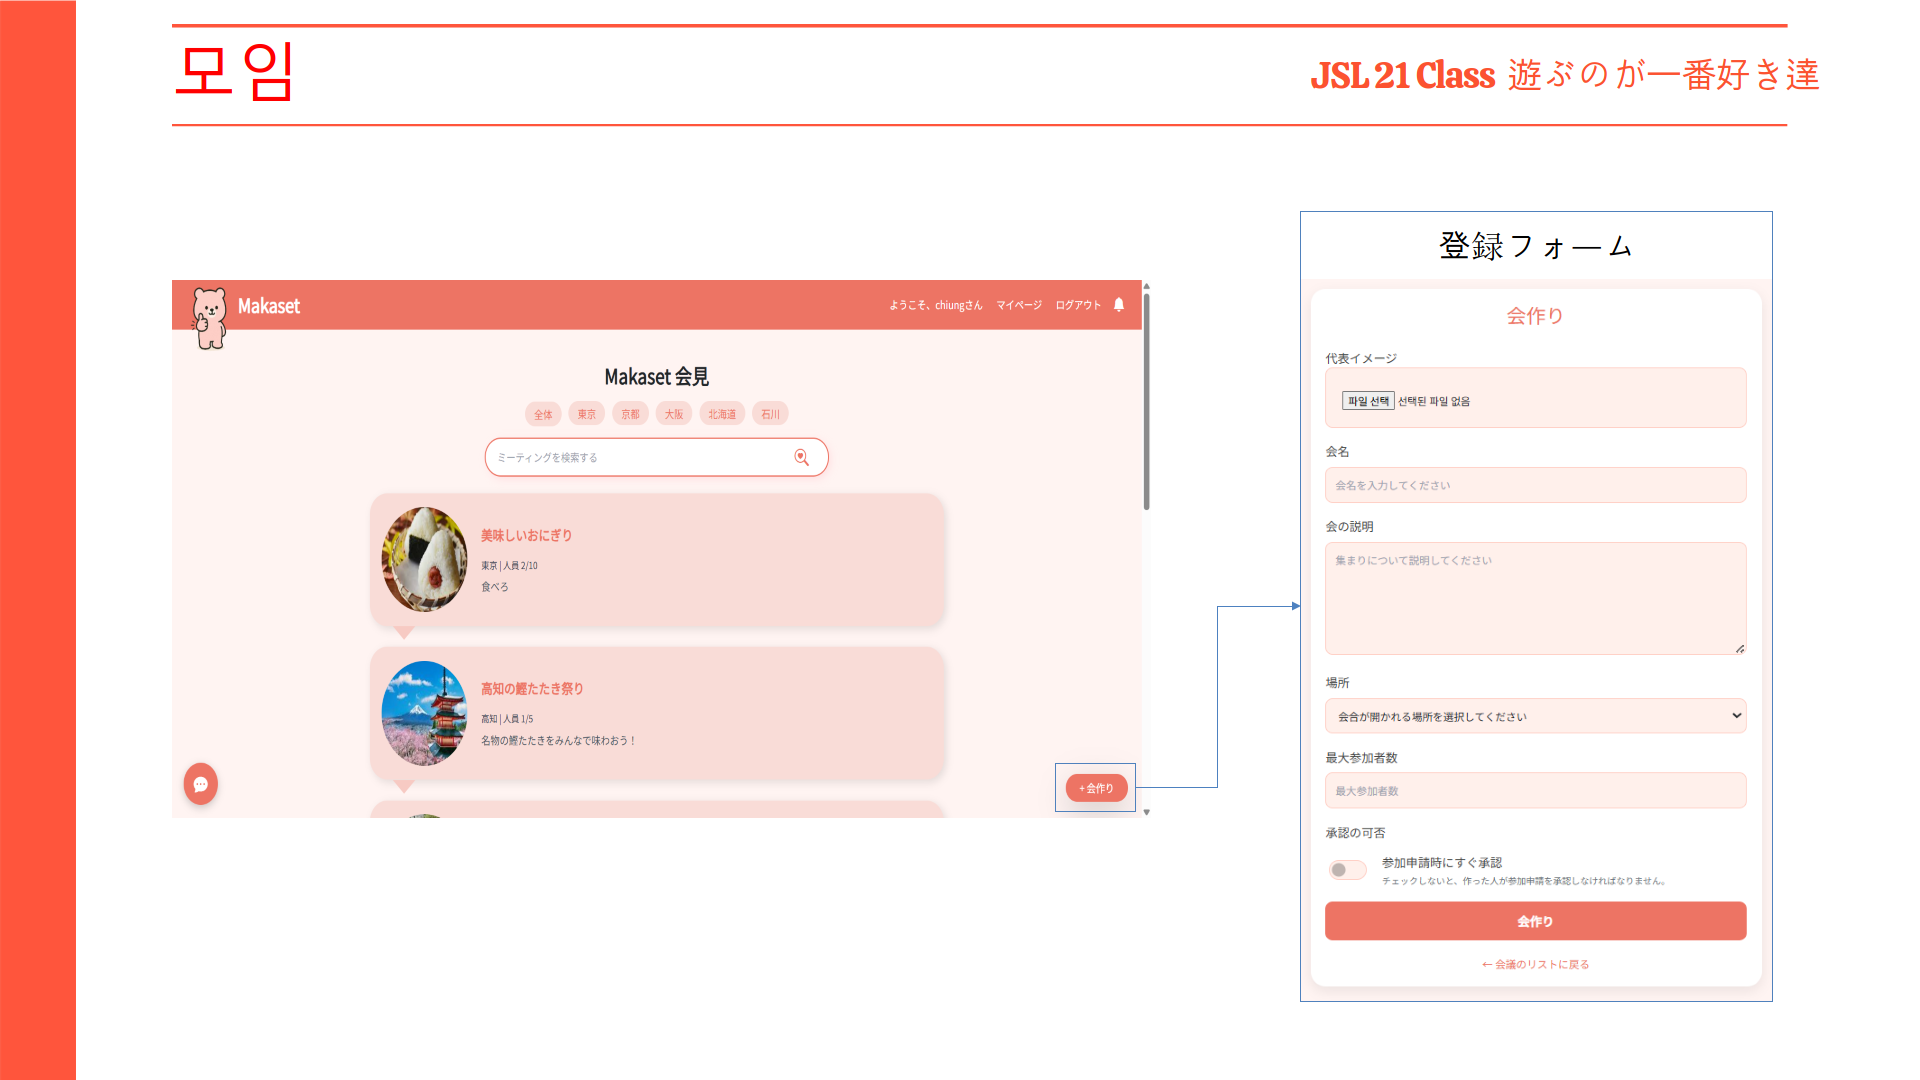 모임
JSL 21 Class 遊ぶのが一番好き達
Makaset
ようこそ、chiungさん マイページ ログアウト
Makaset 会見
全体 東京 京都 大阪 北海道 石川
ミーティングを検索する
美味しいおにぎり
東京 | 人員 2/10
食べろ
高知の鰹たたき祭り
高知 | 人員 1/5
名物の鰹たたきをみんなで味わおう！
+ 会作り
登録フォーム
会作り
代表イメージ
파일 선택 선택된 파일 없음
会名
会名を入力してください
会の説明
集まりについて説明してください
場所
会合が開かれる場所を選択してください
最大参加者数
最大参加者数
承認の可否
参加申請時にすぐ承認
チェックしないと、作った人が参加申請を承認しなければなりません。
会作り
← 会議のリストに戻る